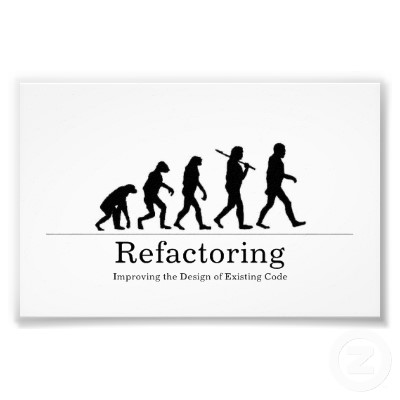 Refactoring
Improving the Design of Existing Code